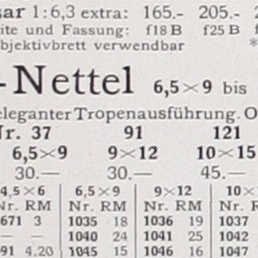 sar 1:6,3 extra: 165.- 205.- 2
ite und Fassung: f18 B f25 B f
bjektivbrett verwendbar *
-Nettel 6,5×9 bis
eleganter Tropenausführung. O
Nr. 37 91 121
6,5×9 9×12 10×15
30.— 30.— 45.—
4,5×6 6,5×9 9×12 10×
Nr. RM Nr. RM Nr. RM Nr.
671 3 1035 18 1036 19 1037
— — 1040 24 1041 25 1042
91 4.20 1045 15 1046 16 1047